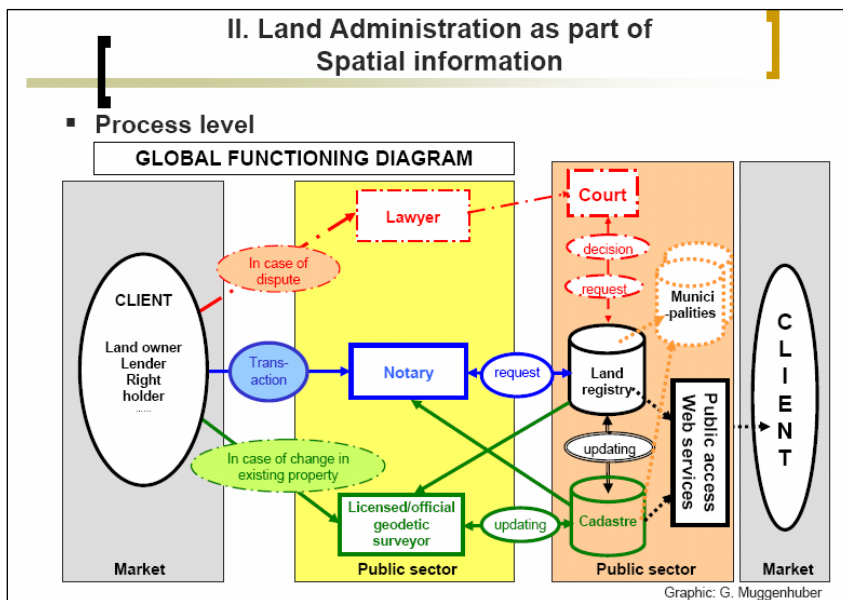 II. Land Administration as part of
Spatial information
▪ Process level
GLOBAL FUNCTIONING DIAGRAM
Lawyer
Court
In case of
dispute
decision
request
Munici
-palities
CLIENT
Land owner
Lender
Right
holder
......
Trans-
action
Notary
request
Land
registry
Public access
Web services
CLIENT
In case of change in
existing property
updating
Licensed/official
geodetic
surveyor
updating
Cadastre
Market
Public sector
Public sector
Market
Graphic: G. Muggenhuber